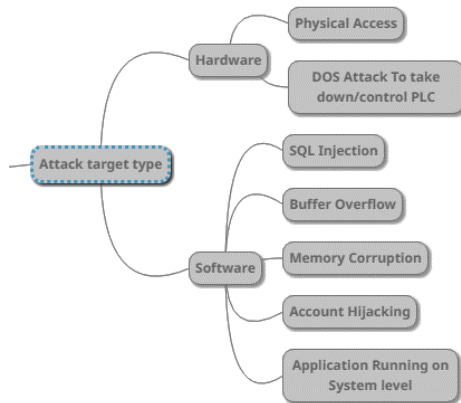 Physical Access
Hardware
DOS Attack To take
down/control PLC
Attack target type
SQL Injection
Buffer Overflow
Software
Memory Corruption
Account Hijacking
Application Running on
System level